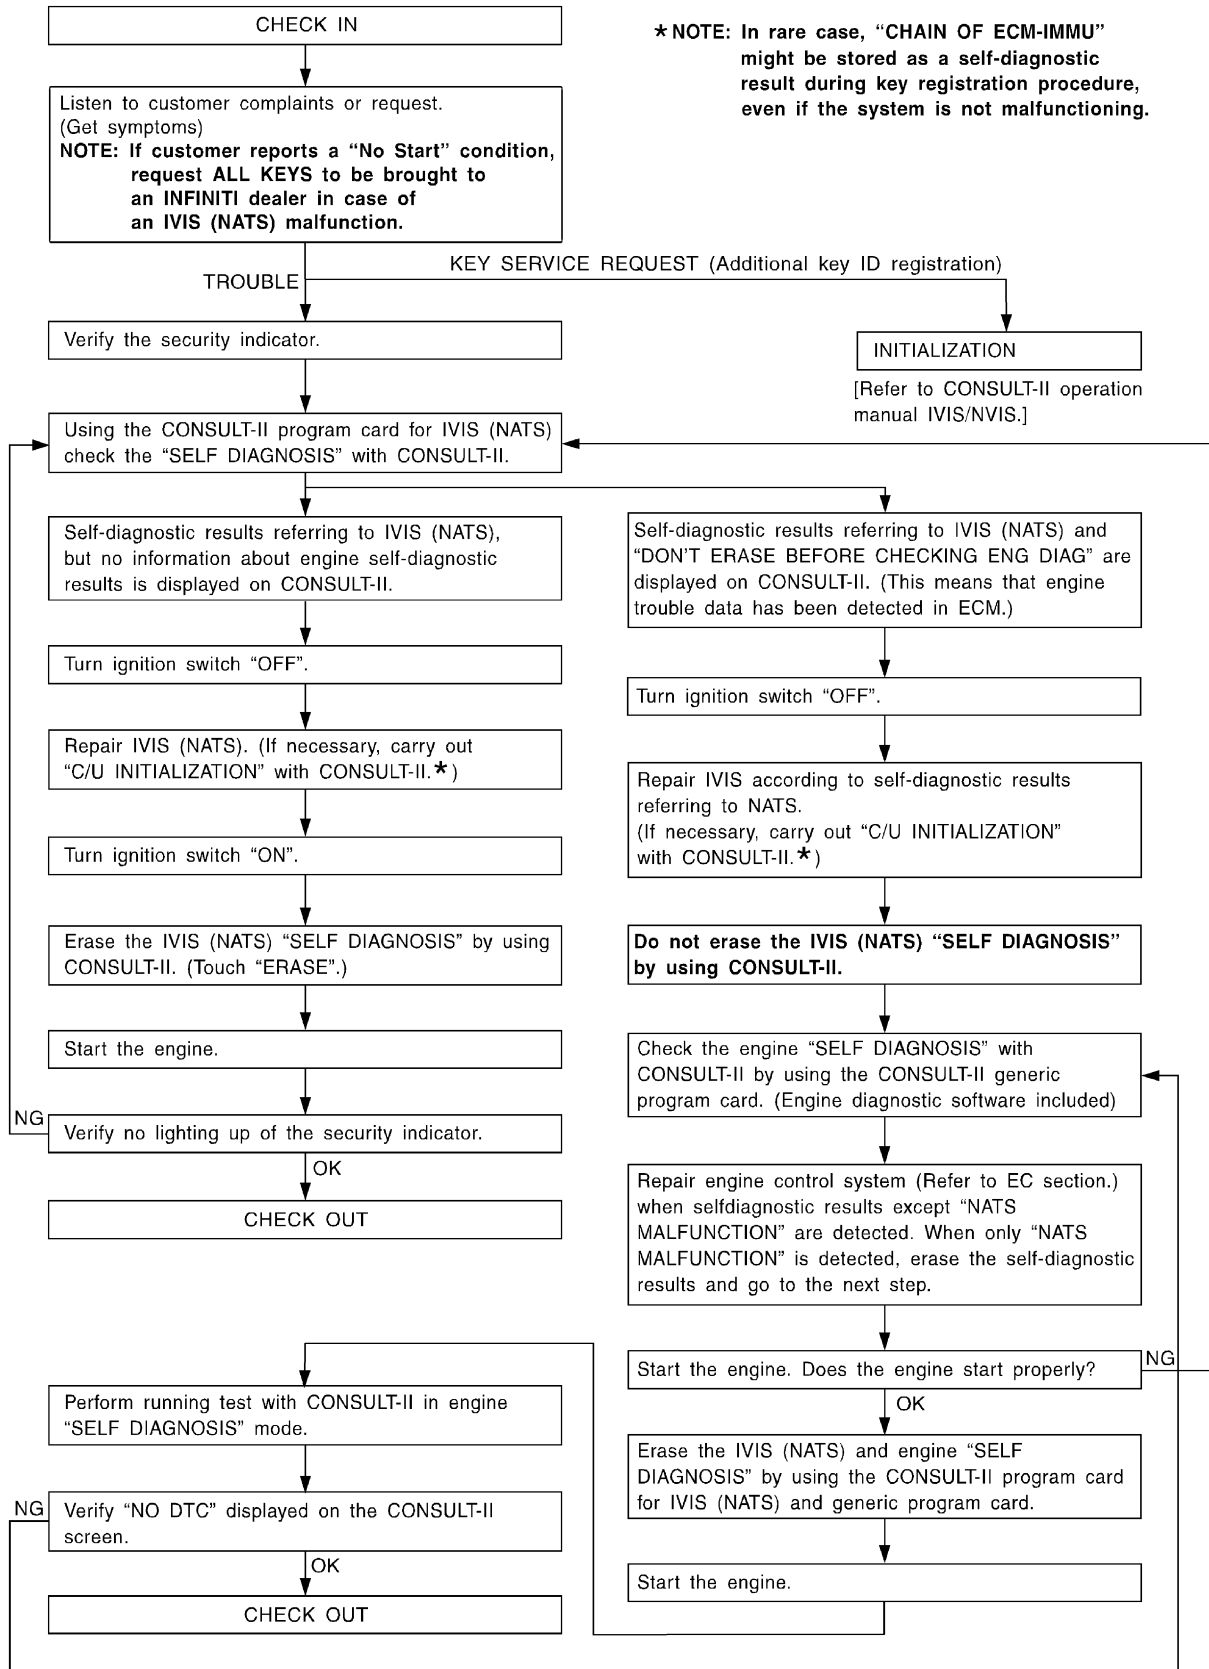 CHECK IN
* NOTE: In rare case, “CHAIN OF ECM-IMMU”
might be stored as a self-diagnostic
result during key registration procedure,
even if the system is not malfunctioning.
Listen to customer complaints or request.
(Get symptoms)
NOTE: If customer reports a “No Start” condition,
request ALL KEYS to be brought to
an INFINITI dealer in case of
an IVIS (NATS) malfunction.
KEY SERVICE REQUEST (Additional key ID registration)
TROUBLE
Verify the security indicator.
INITIALIZATION
[Refer to CONSULT-II operation
manual IVIS/NVIS.]
Using the CONSULT-II program card for IVIS (NATS)
check the “SELF DIAGNOSIS” with CONSULT-II.
Self-diagnostic results referring to IVIS (NATS),
but no information about engine self-diagnostic
results is displayed on CONSULT-II.
Turn ignition switch “OFF”.
Repair IVIS (NATS). (If necessary, carry out
“C/U INITIALIZATION” with CONSULT-II.*)
Turn ignition switch “ON”.
Erase the IVIS (NATS) “SELF DIAGNOSIS” by using
CONSULT-II. (Touch “ERASE”.)
Start the engine.
NG
Verify no lighting up of the security indicator.
OK
CHECK OUT
Self-diagnostic results referring to IVIS (NATS) and
“DON’T ERASE BEFORE CHECKING ENG DIAG” are
displayed on CONSULT-II. (This means that engine
trouble data has been detected in ECM.)
Turn ignition switch “OFF”.
Repair IVIS according to self-diagnostic results
referring to NATS.
(If necessary, carry out “C/U INITIALIZATION”
with CONSULT-II.*)
Do not erase the IVIS (NATS) “SELF DIAGNOSIS”
by using CONSULT-II.
Check the engine “SELF DIAGNOSIS” with
CONSULT-II by using the CONSULT-II generic
program card. (Engine diagnostic software included)
Repair engine control system (Refer to EC section.)
when selfdiagnostic results except “NATS
MALFUNCTION” are detected. When only “NATS
MALFUNCTION” is detected, erase the self-diagnostic
results and go to the next step.
Start the engine. Does the engine start properly?
NG
OK
Erase the IVIS (NATS) and engine “SELF
DIAGNOSIS” by using the CONSULT-II program card
for IVIS (NATS) and generic program card.
Start the engine.
Perform running test with CONSULT-II in engine
“SELF DIAGNOSIS” mode.
NG
Verify “NO DTC” displayed on the CONSULT-II
screen.
OK
CHECK OUT